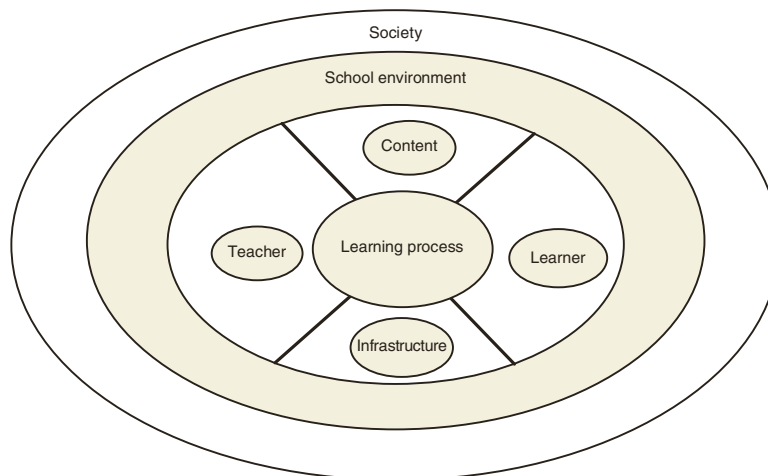 Society
School environment
Content
Teacher
Learning process
Learner
Infrastructure